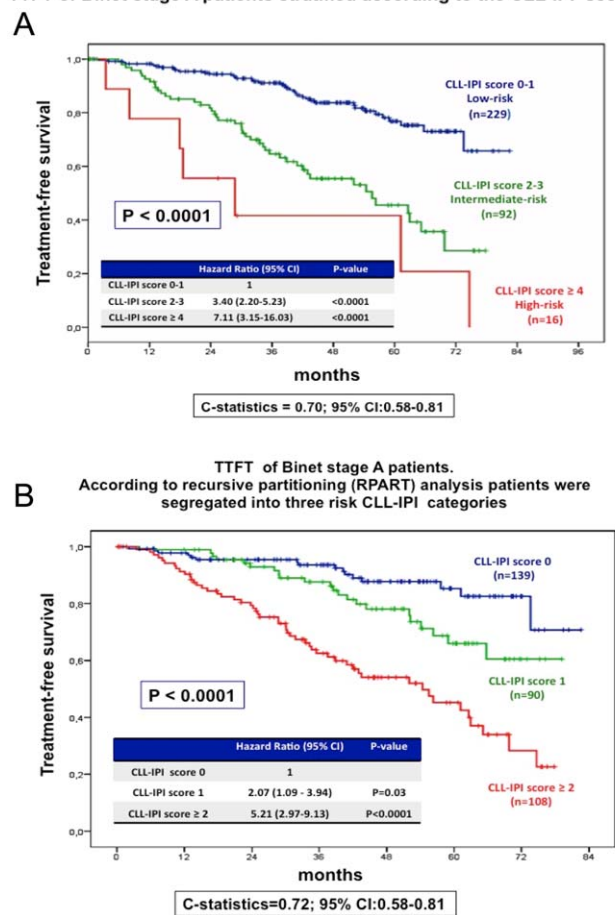 A
Treatment-free survival
1,0
0,8
0,6
0,4
0,2
0,0
CLL-IPI score 0-1
Low-risk
(n=229)
CLL-IPI score 2-3
Intermediate-risk
(n=92)
CLL-IPI score ≥ 4
High-risk
(n=16)
P < 0.0001
Hazard Ratio (95% CI) P-value
CLL-IPI score 0-1 1
CLL-IPI score 2-3 3.40 (2.20-5.23) <0.0001
CLL-IPI score ≥ 4 7.11 (3.15-16.03) <0.0001
0 12 24 36 48 60 72 84 96
months
C-statistics = 0.70; 95% CI:0.58-0.81
B
TTFT of Binet stage A patients.
According to recursive partitioning (RPART) analysis patients were
segregated into three risk CLL-IPI categories
Treatment-free survival
1,0
0,8
0,6
0,4
0,2
0,0
CLL-IPI score 0
(n=139)
CLL-IPI score 1
(n=90)
CLL-IPI score ≥ 2
(n=108)
P < 0.0001
Hazard Ratio (95% CI) P-value
CLL-IPI score 0 1
CLL-IPI score 1 2.07 (1.09 - 3.94) P=0.03
CLL-IPI score ≥ 2 5.21 (2.97-9.13) P<0.0001
0 12 24 36 48 60 72 84
months
C-statistics=0.72; 95% CI:0.58-0.81